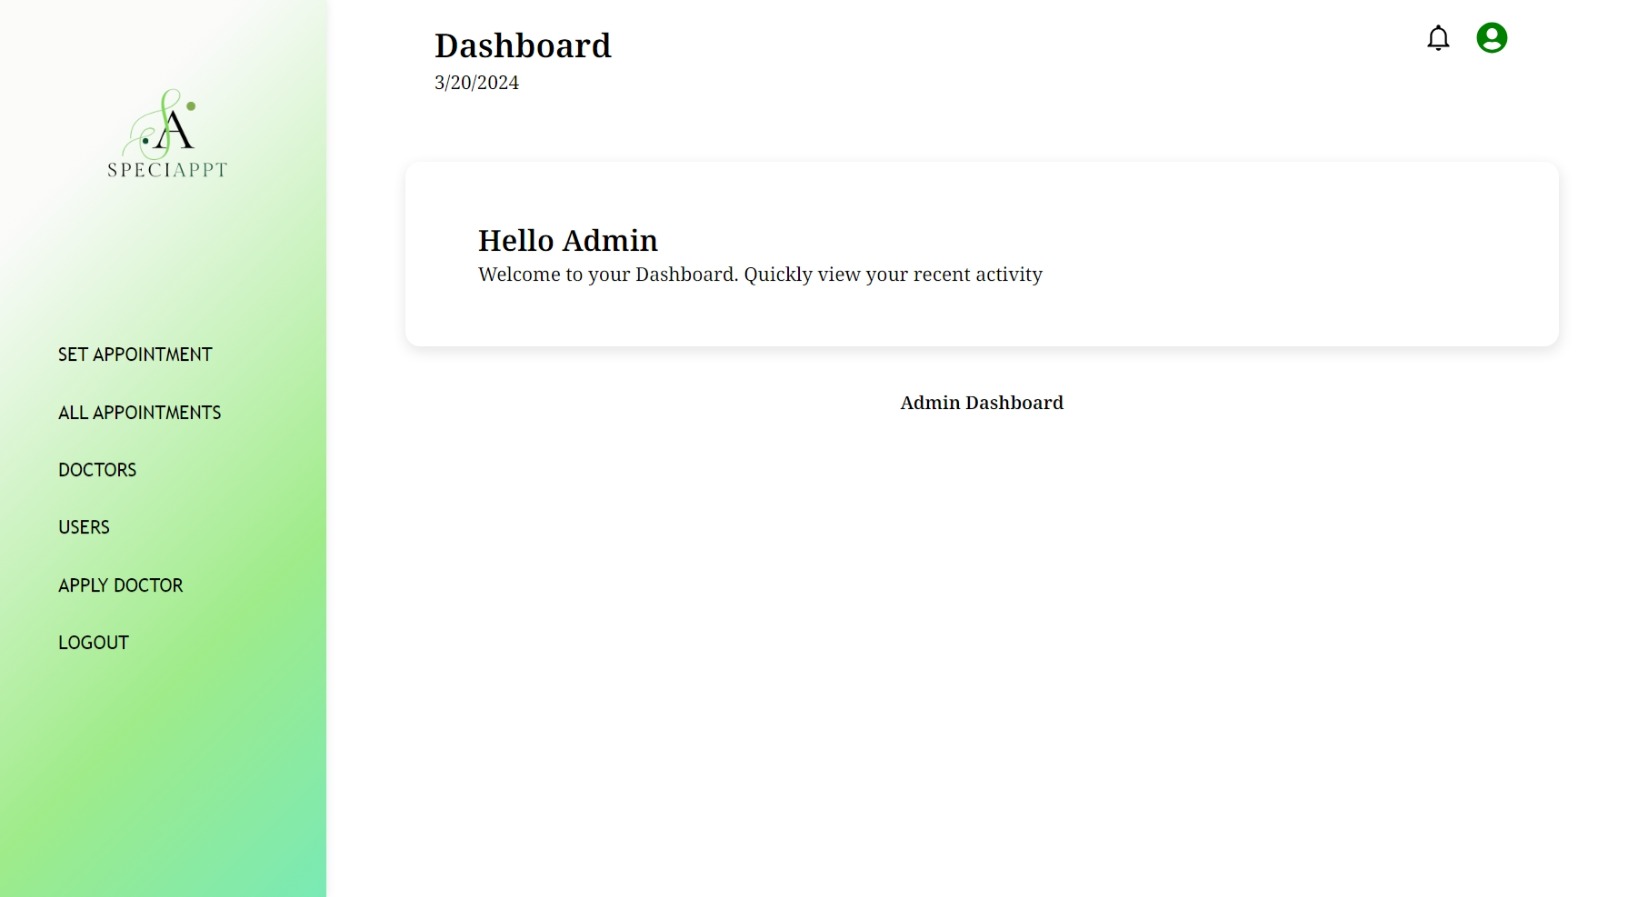 SA
SPECIAPPT
SET APPOINTMENT
ALL APPOINTMENTS
DOCTORS
USERS
APPLY DOCTOR
LOGOUT
Dashboard
3/20/2024
Hello Admin
Welcome to your Dashboard. Quickly view your recent activity
Admin Dashboard